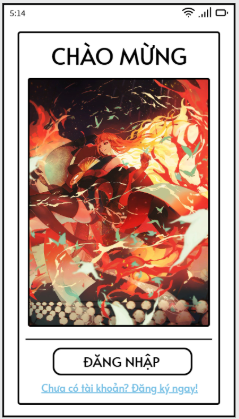 5:14
CHÀO MỪNG
ĐĂNG NHẬP
Chưa có tài khoản? Đăng ký ngay!